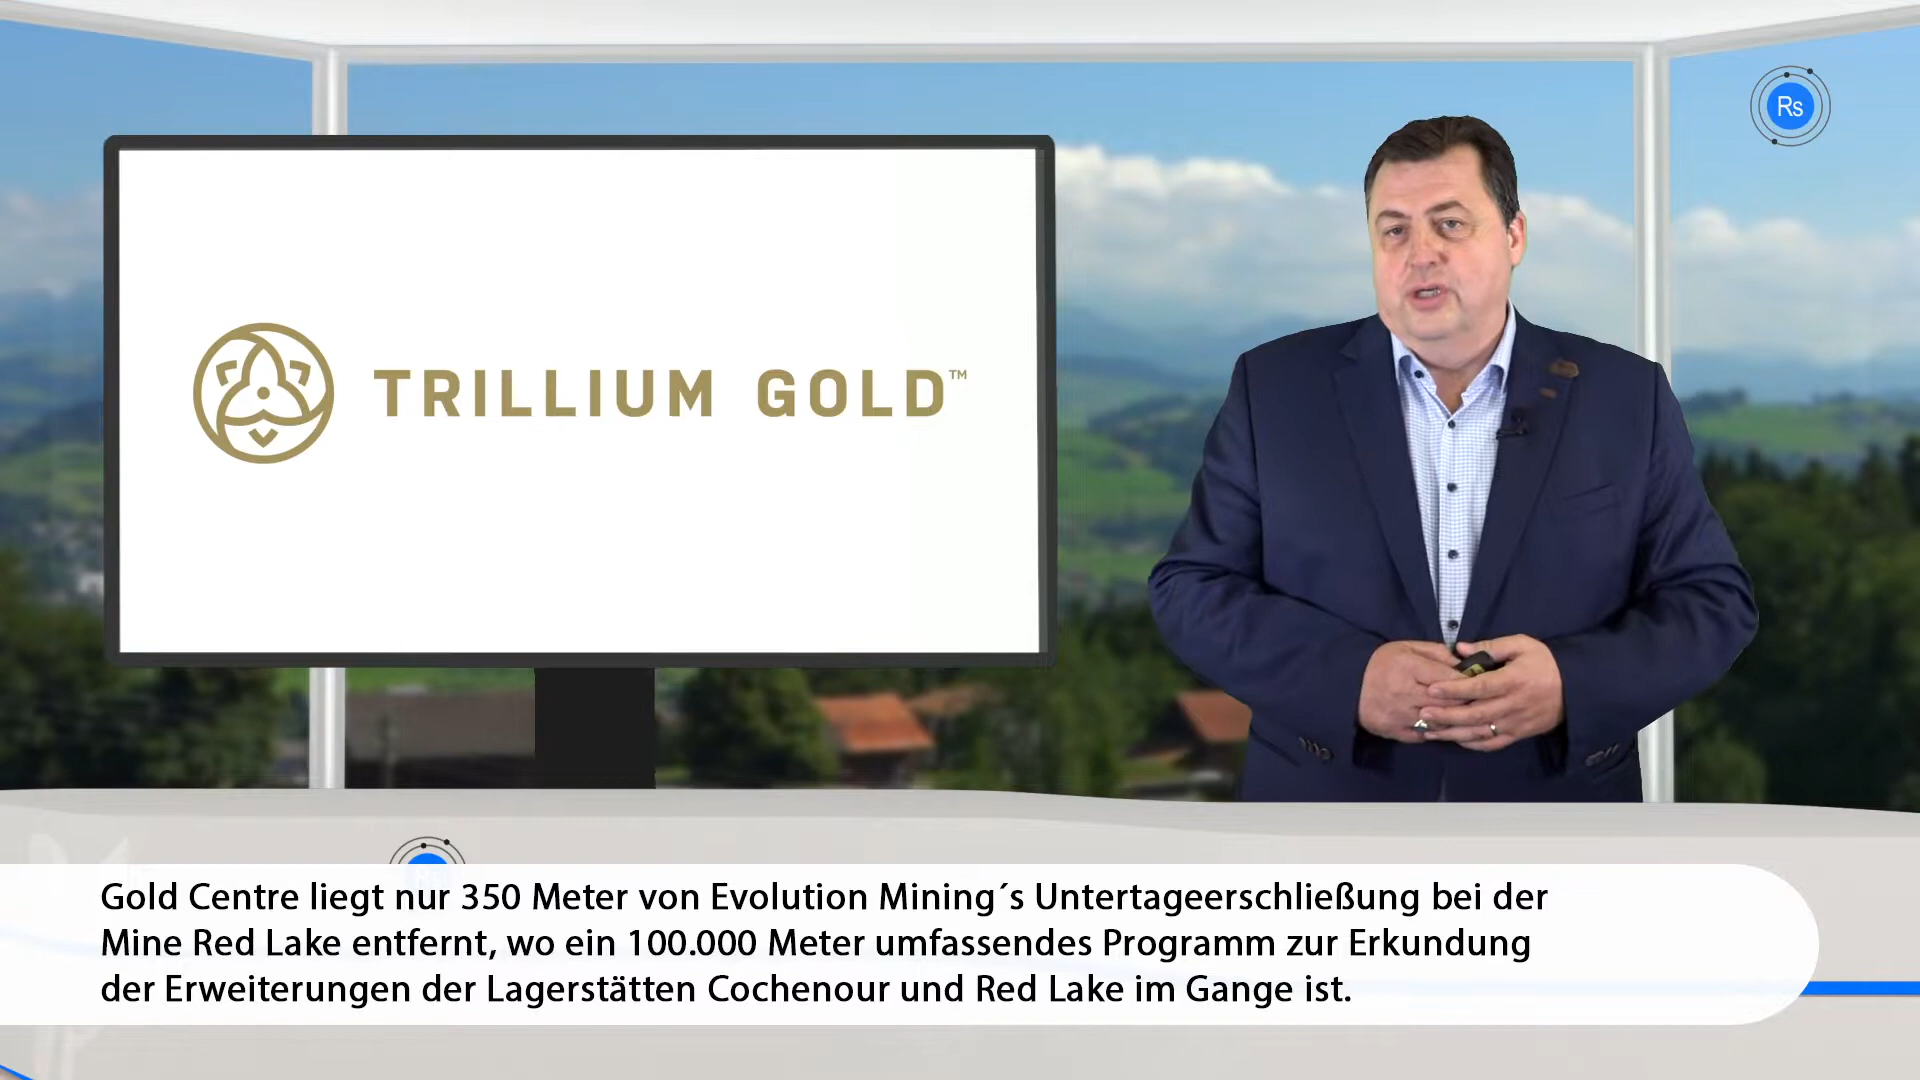 Rs
TRILLIUM GOLD™
Gold Centre liegt nur 350 Meter von Evolution Mining´s Untertageerschließung bei der
Mine Red Lake entfernt, wo ein 100.000 Meter umfassendes Programm zur Erkundung
der Erweiterungen der Lagerstätten Cochenour und Red Lake im Gange ist.